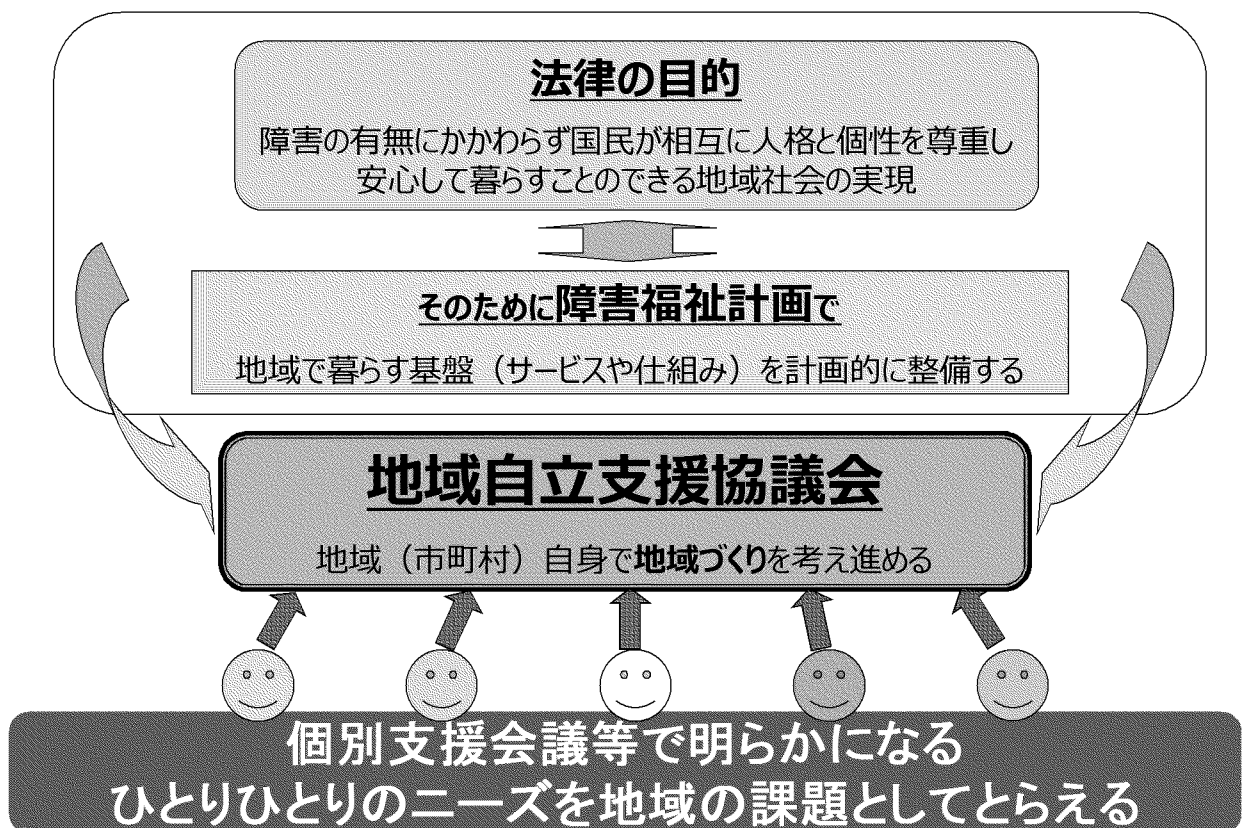 法律の目的
障害の有無にかかわらず国民が相互に人格と個性を尊重し
安心して暮らすことのできる地域社会の実現
そのために障害福祉計画で
地域で暮らす基盤（サービスや仕組み）を計画的に整備する
地域自立支援協議会
地域（市町村）自身で地域づくりを考え進める
個別支援会議等で明らかになる
ひとりひとりのニーズを地域の課題としてとらえる